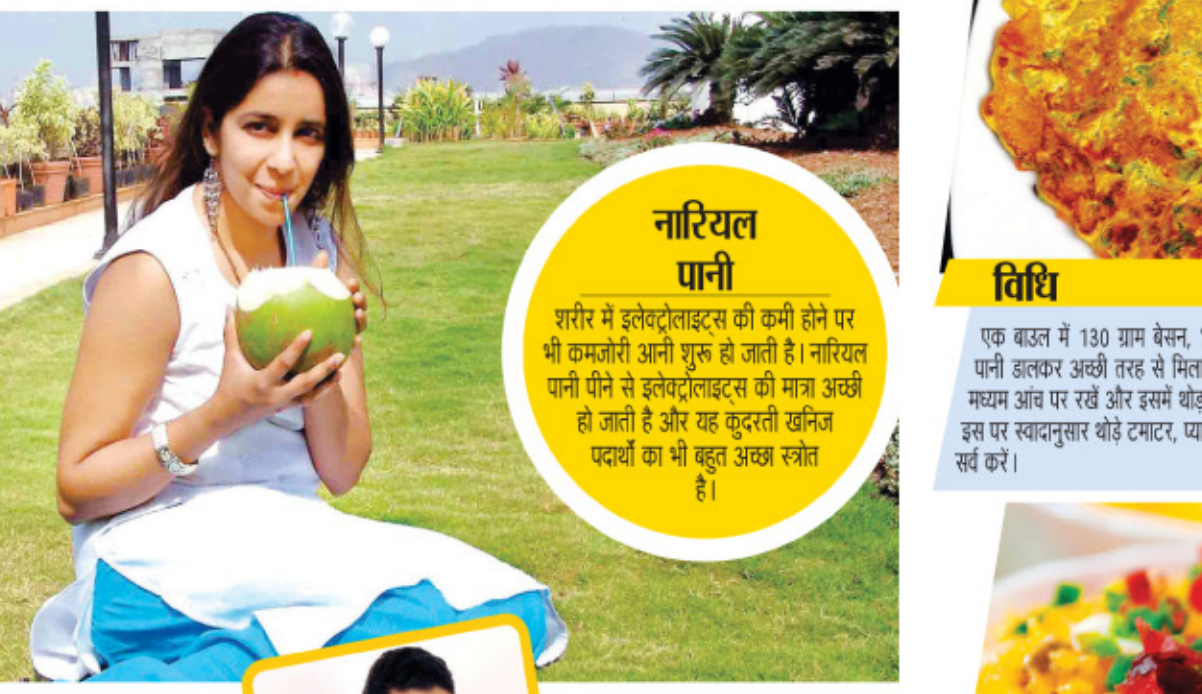 नारियल
पानी
शरीर में इलेक्ट्रोलाइट्स की कमी होने पर
भी कमजोरी आनी शुरू हो जाती है। नारियल
पानी पीने से इलेक्ट्रोलाइट्स की मात्रा अच्छी
हो जाती है और यह कुदरती खनिज
पदार्थों का भी बहुत अच्छा स्त्रोत
है।
विधि
एक बाउल में 130 ग्राम बेसन,
पानी डालकर अच्छी तरह से
मध्यम आंच पर रखें और इसमें
इस पर स्वादानुसार थोड़े टमाटर,
सर्व करें।